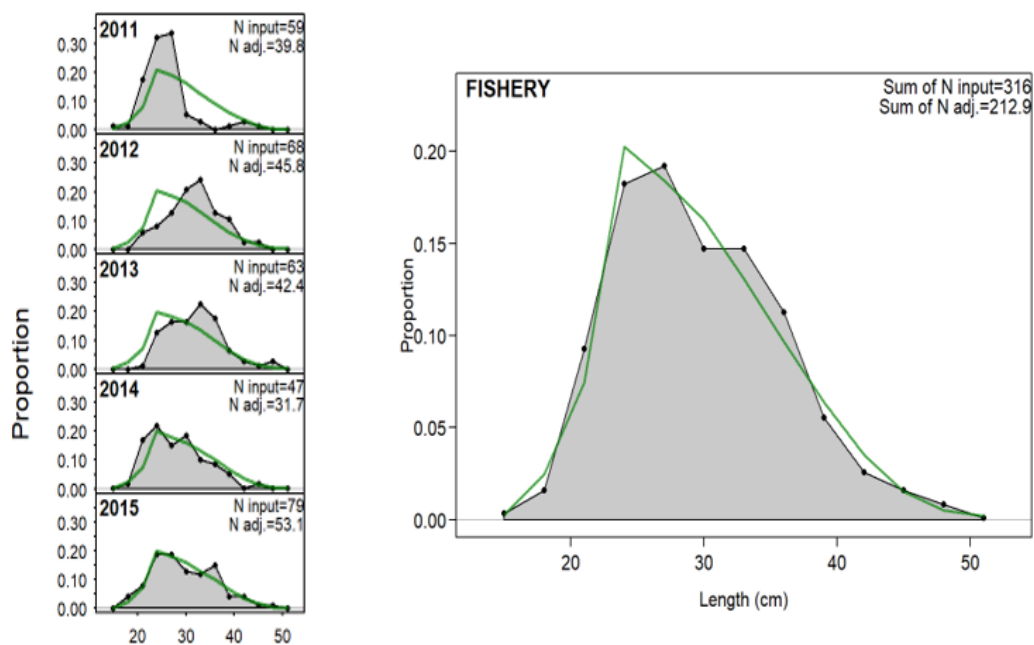 Proportion
2011
N input=59
N adj.=39.8
0.30
0.20
0.10
0.00
2012
N input=68
N adj.=45.8
0.30
0.20
0.10
0.00
2013
N input=63
N adj.=42.4
0.30
0.20
0.10
0.00
2014
N input=47
N adj.=31.7
0.30
0.20
0.10
0.00
2015
N input=79
N adj.=53.1
0.30
0.20
0.10
0.00
20 30 40 50
FISHERY
Sum of N input=316
Sum of N adj.=212.9
Proportion
0.20
0.15
0.10
0.05
0.00
20 30 40 50
Length (cm)